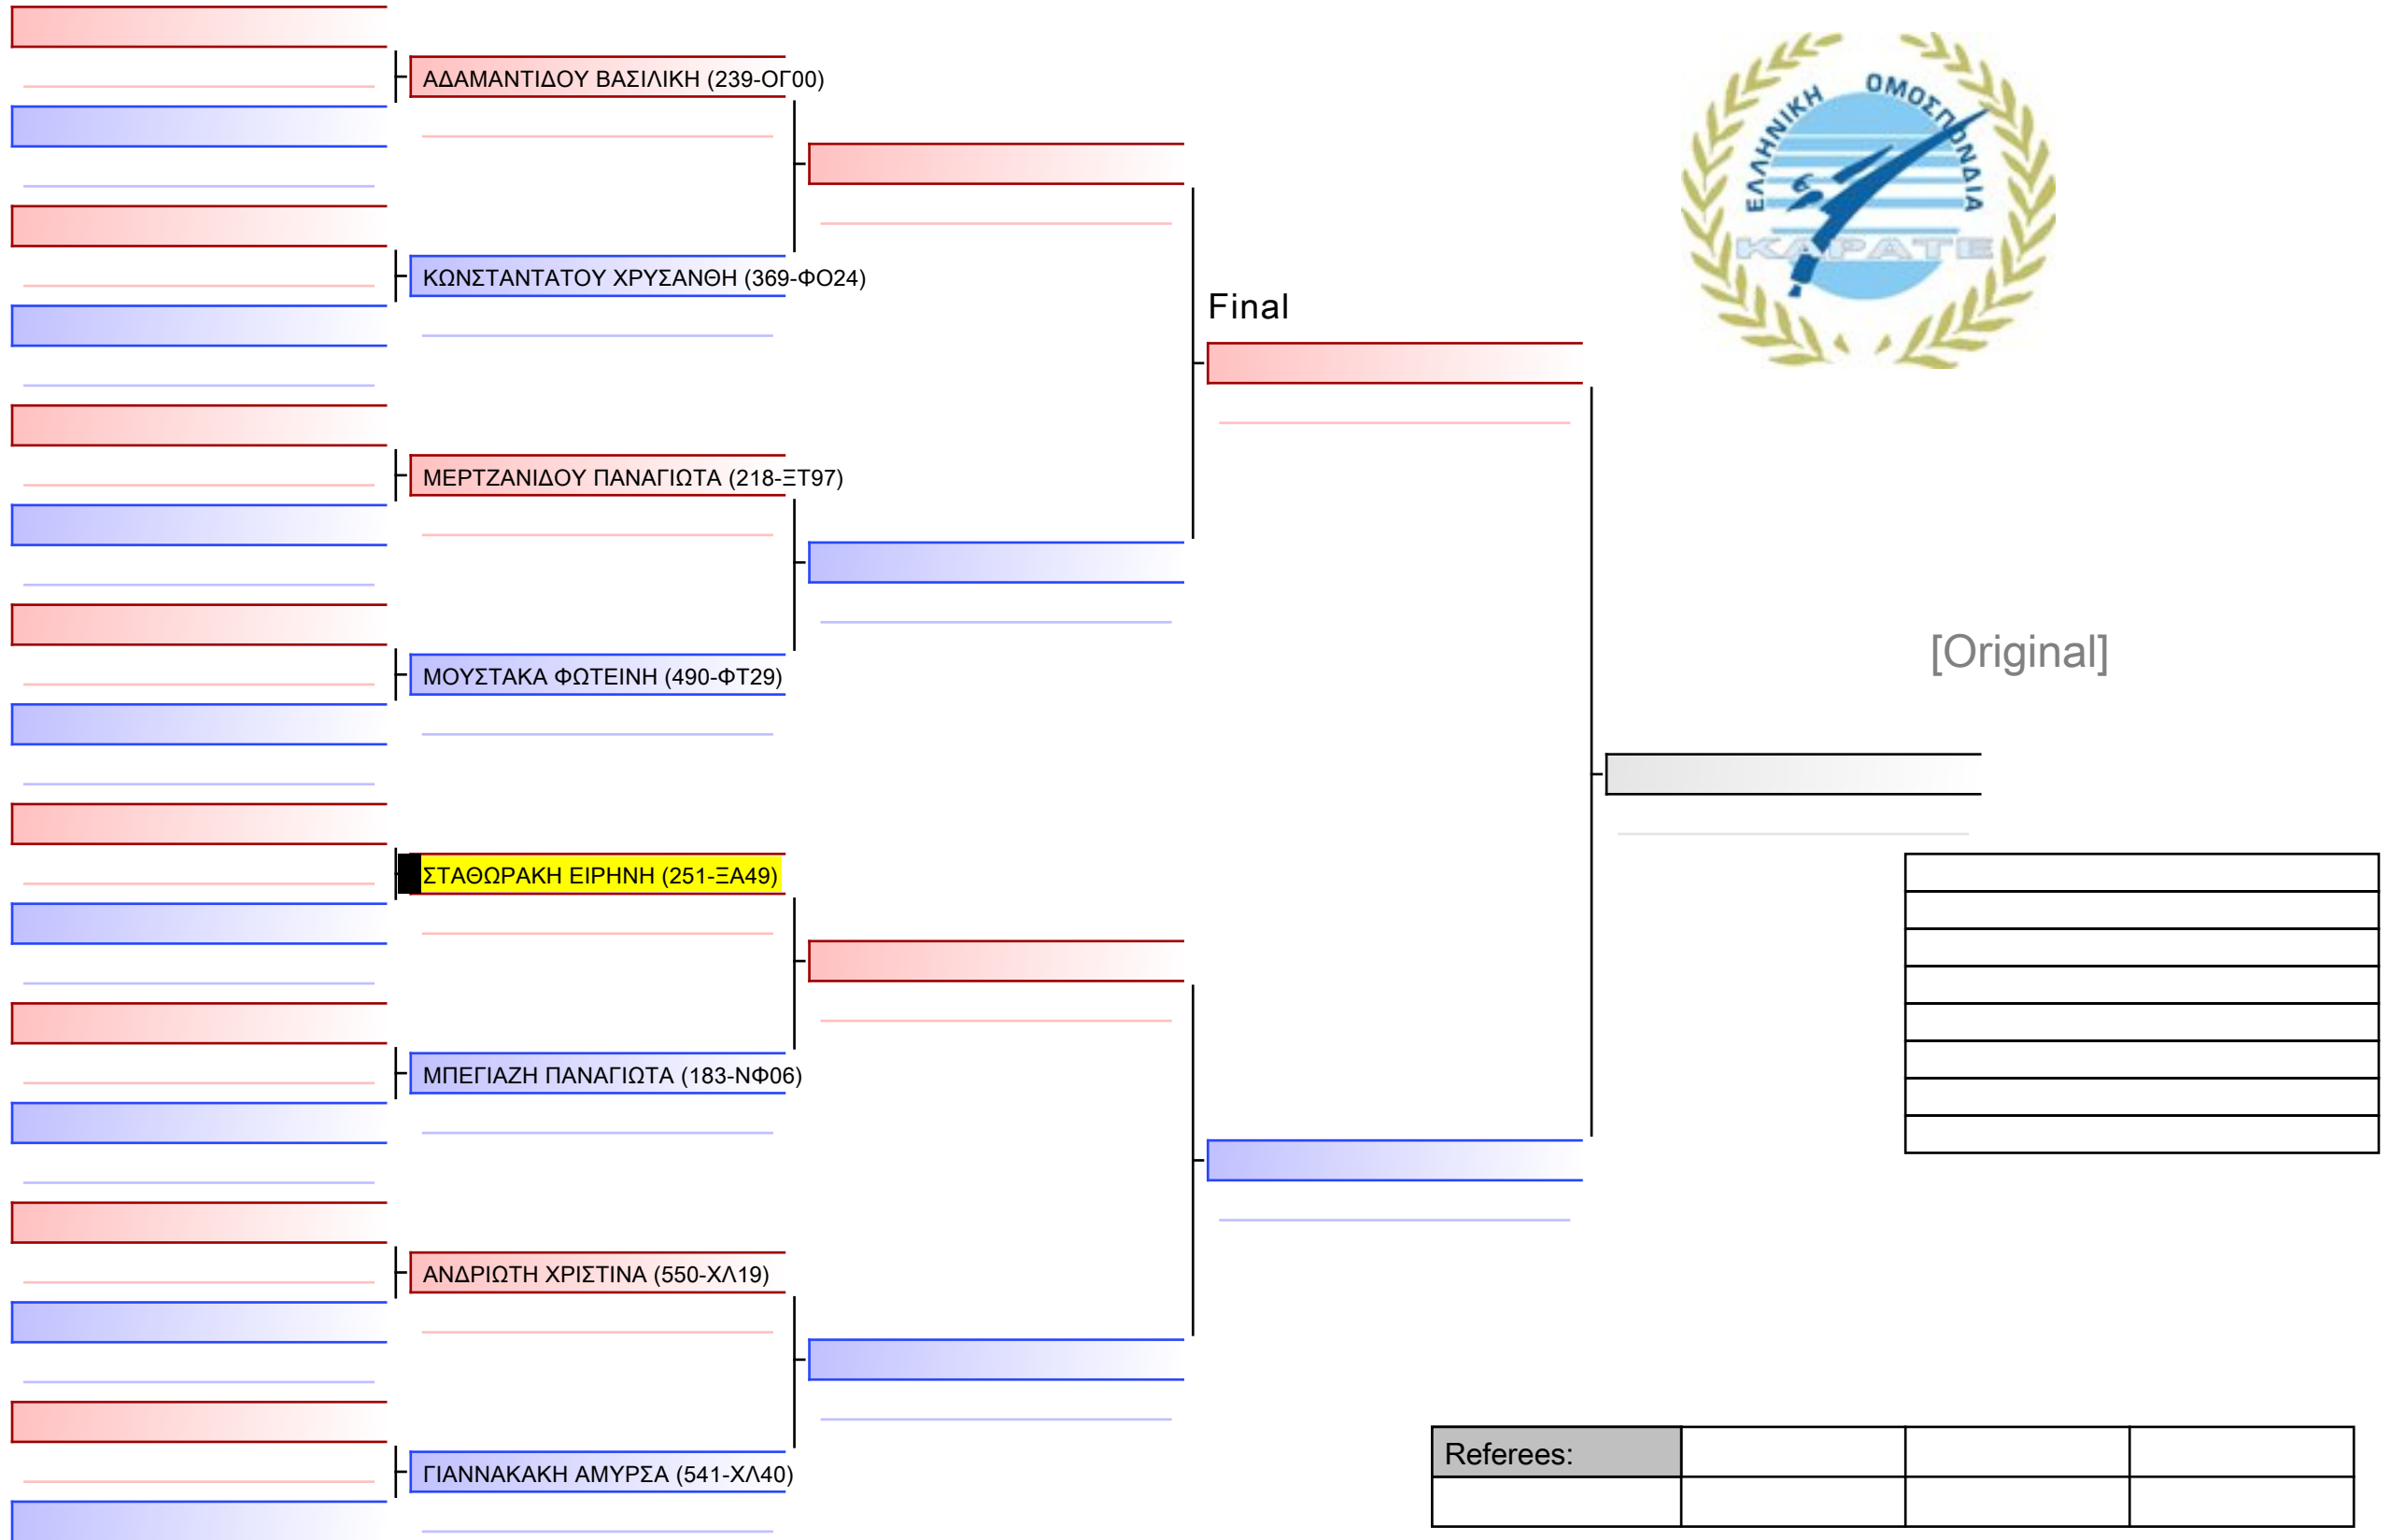 ΑΔΑΜΑΝΤΙΔΟΥ ΒΑΣΙΛΙΚΗ (239-ΟΓ00)
ΚΩΝΣΤΑΝΤΑΤΟΥ ΧΡΥΣΑΝΘΗ (369-ΦΟ24)
ΜΕΡΤΖΑΝΙΔΟΥ ΠΑΝΑΓΙΩΤΑ (218-ΞΤ97)
ΜΟΥΣΤΑΚΑ ΦΩΤΕΙΝΗ (490-ΦΤ29)
ΣΤΑΘΩΡΑΚΗ ΕΙΡΗΝΗ (251-ΞΑ49)
ΜΠΕΓΙΑΖΗ ΠΑΝΑΓΙΩΤΑ (183-ΝΦ06)
ΑΝΔΡΙΩΤΗ ΧΡΙΣΤΙΝΑ (550-ΧΛ19)
ΓΙΑΝΝΑΚΑΚΗ ΑΜΥΡΣΑ (541-ΧΛ40)
Final
ΕΛΛΗΝΙΚΗ ΟΜΟΣΠΟΝΔΙΑ
ΚΑΡΑΤΕ
[Original]
Referees: